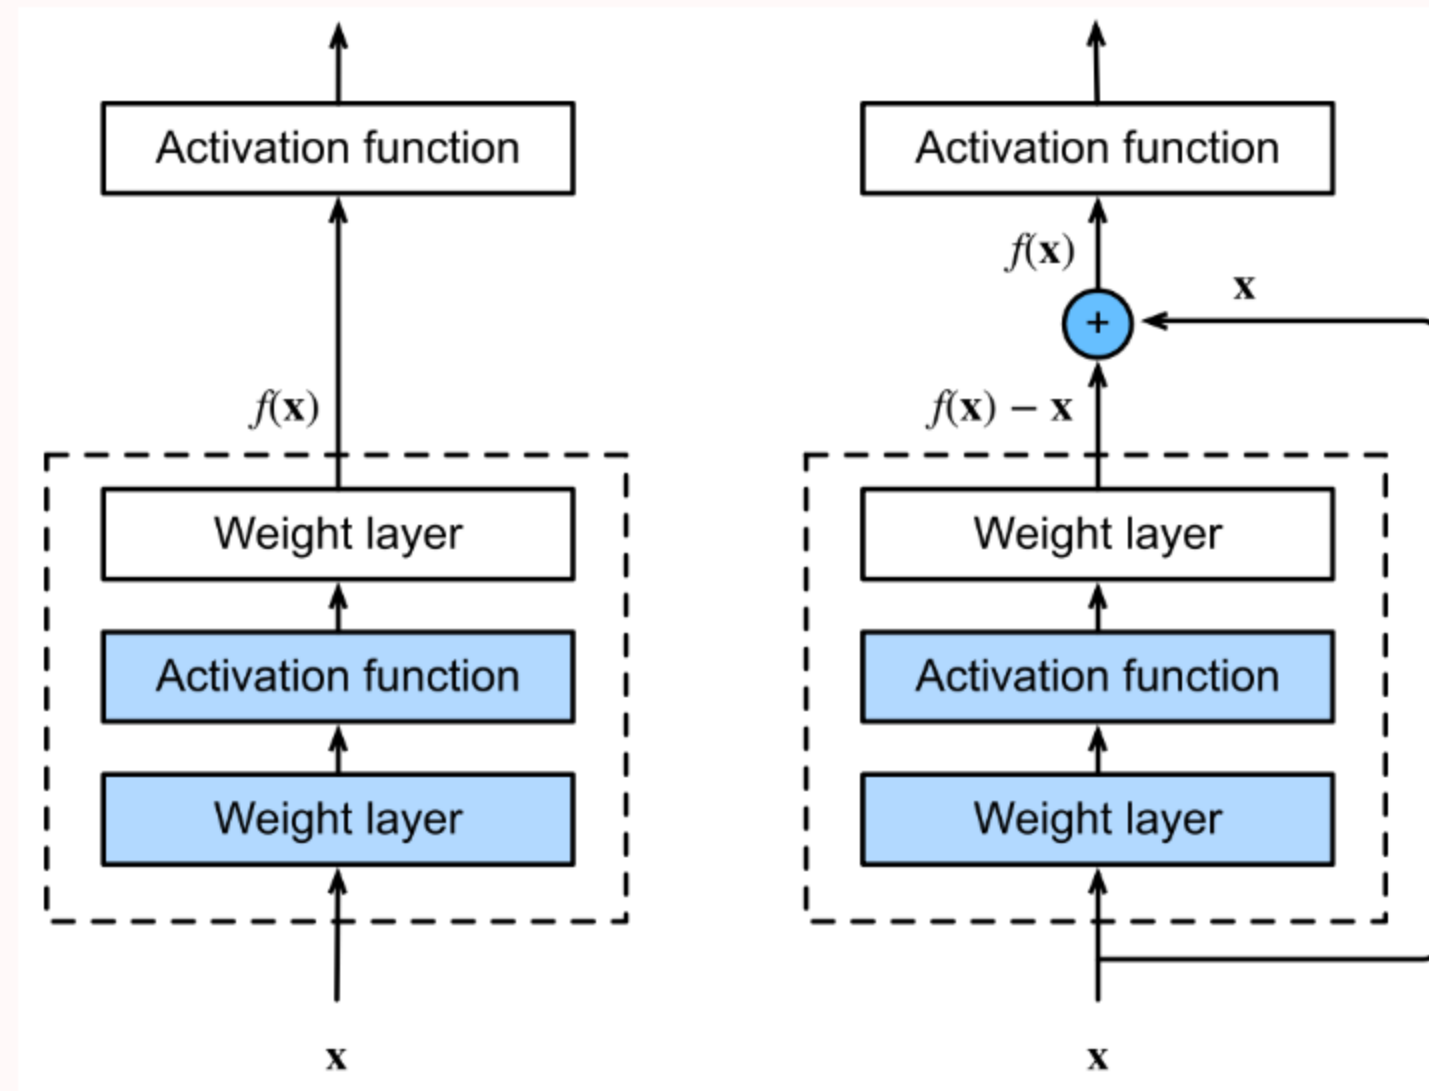 Activation function
f(x)
Weight layer
Activation function
Weight layer
x
Activation function
f(x)
x
+
f(x) − x
Weight layer
Activation function
Weight layer
x